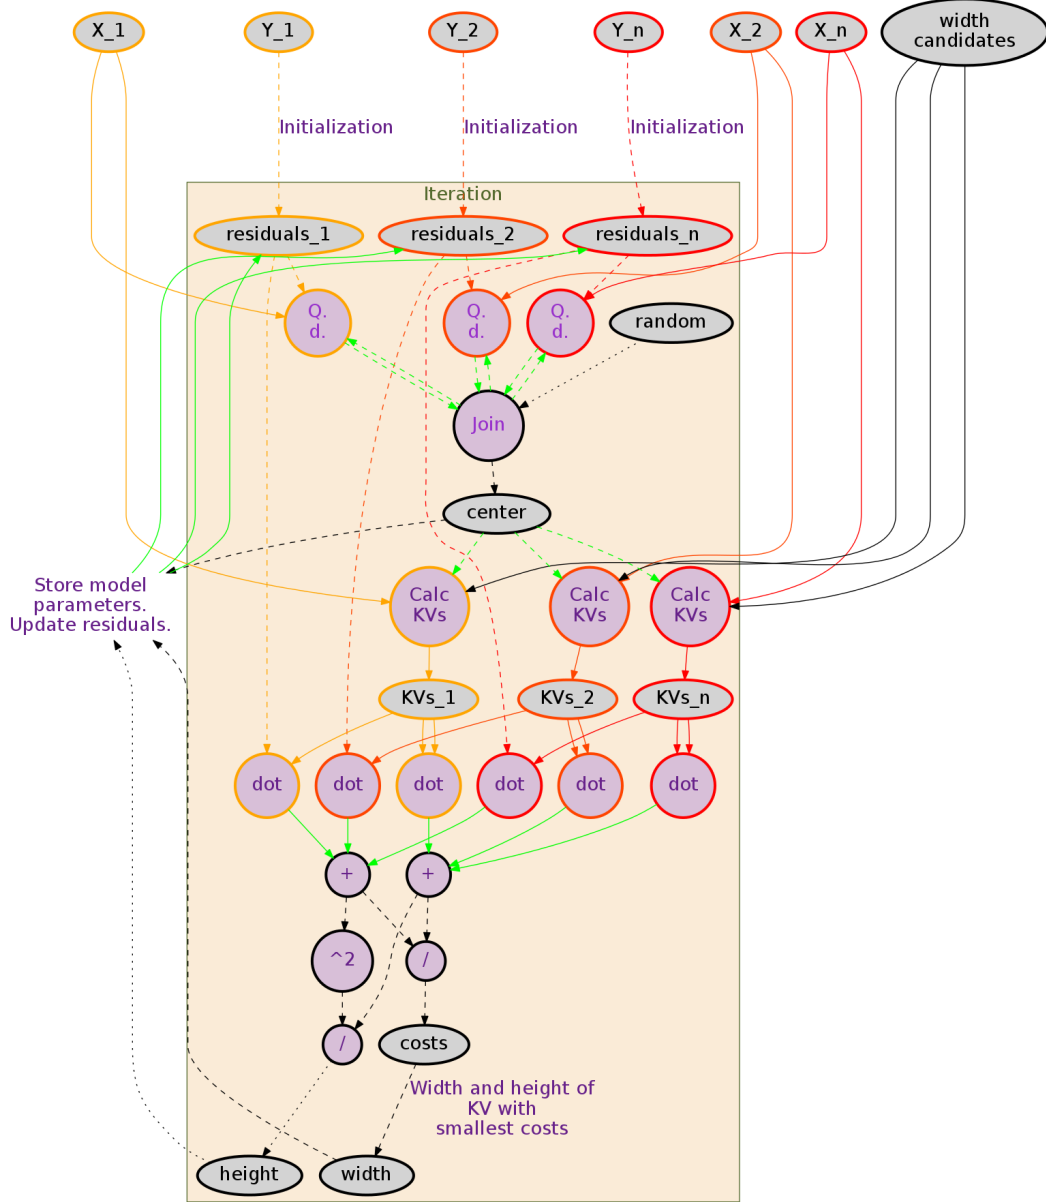 X_1
Y_1
Y_2
Y_n
X_2
X_n
width
candidates
Initialization
Initialization
Initialization
Iteration
residuals_1
residuals_2
residuals_n
Q.
d.
Q.
d.
Q.
d.
random
Join
center
Store model
parameters.
Update residuals.
Calc
KVs
Calc
KVs
Calc
KVs
KVs_1
KVs_2
KVs_n
dot
dot
dot
dot
dot
dot
+
+
^2
/
/
costs
Width and height of
KV with
smallest costs
height
width